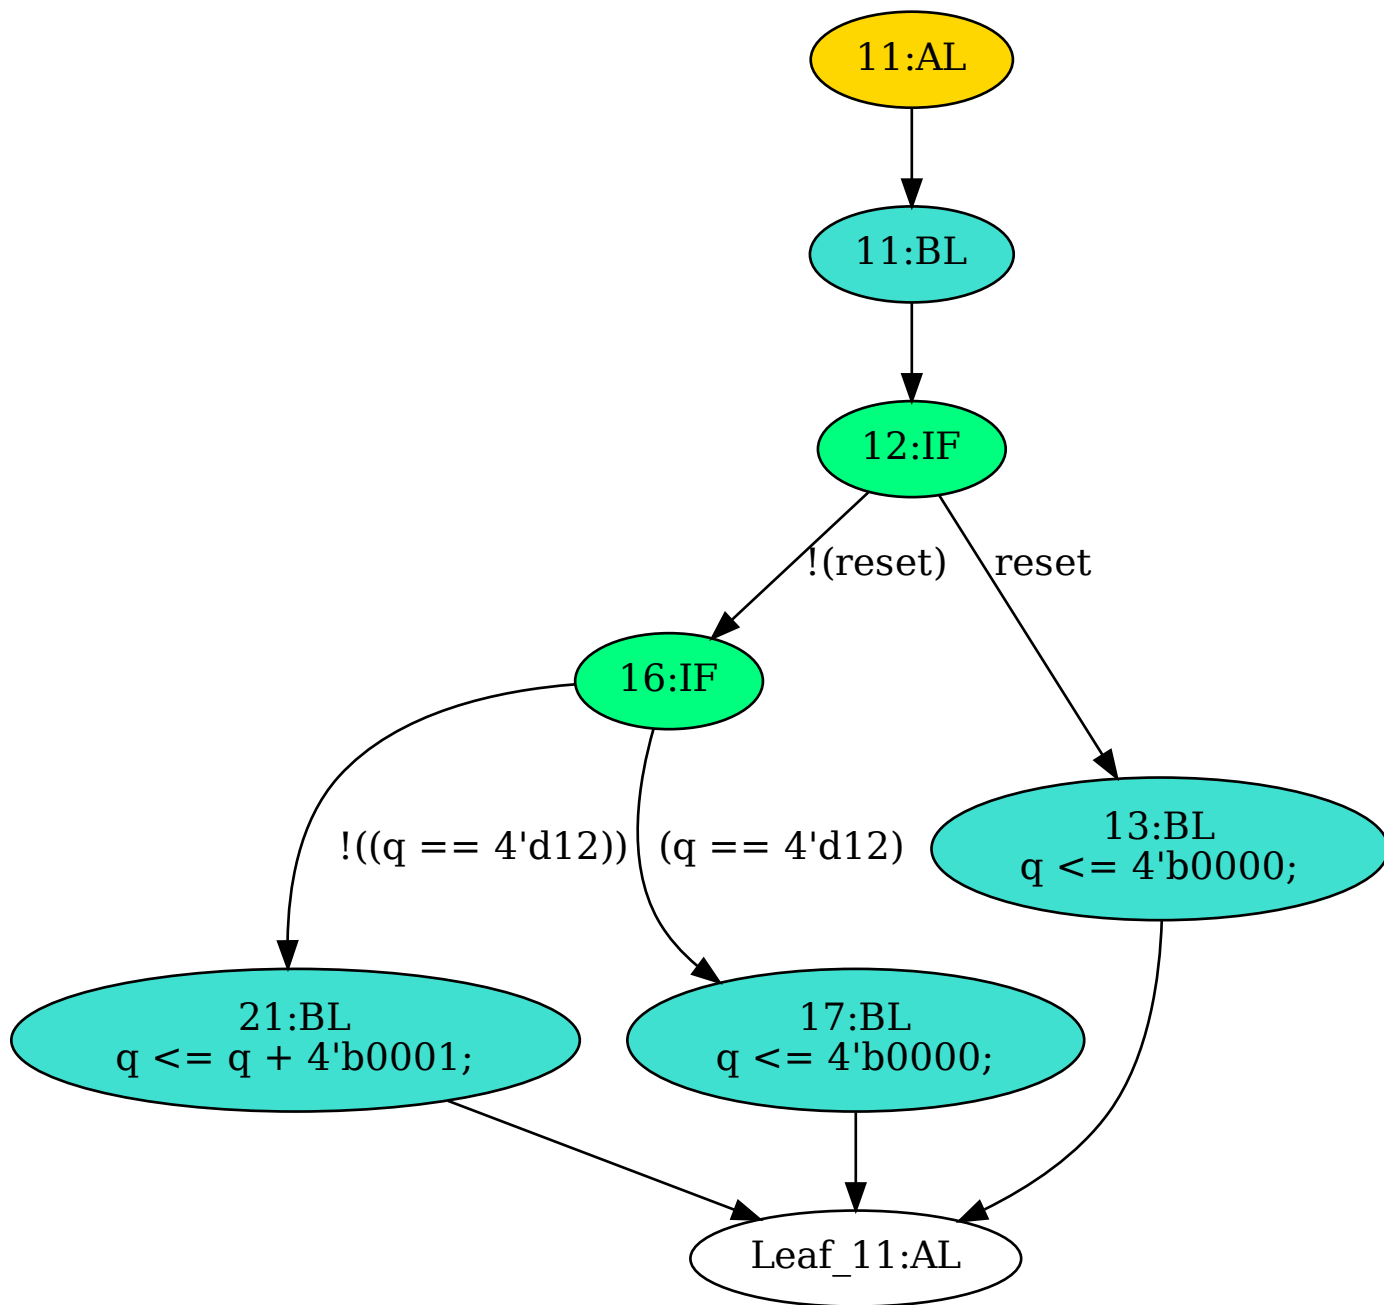 11:AL
11:BL
12:IF
!(reset)
reset
16:IF
!((q == 4'd12))
(q == 4'd12)
13:BL
q <= 4'b0000;
21:BL
q <= q + 4'b0001;
17:BL
q <= 4'b0000;
Leaf_11:AL